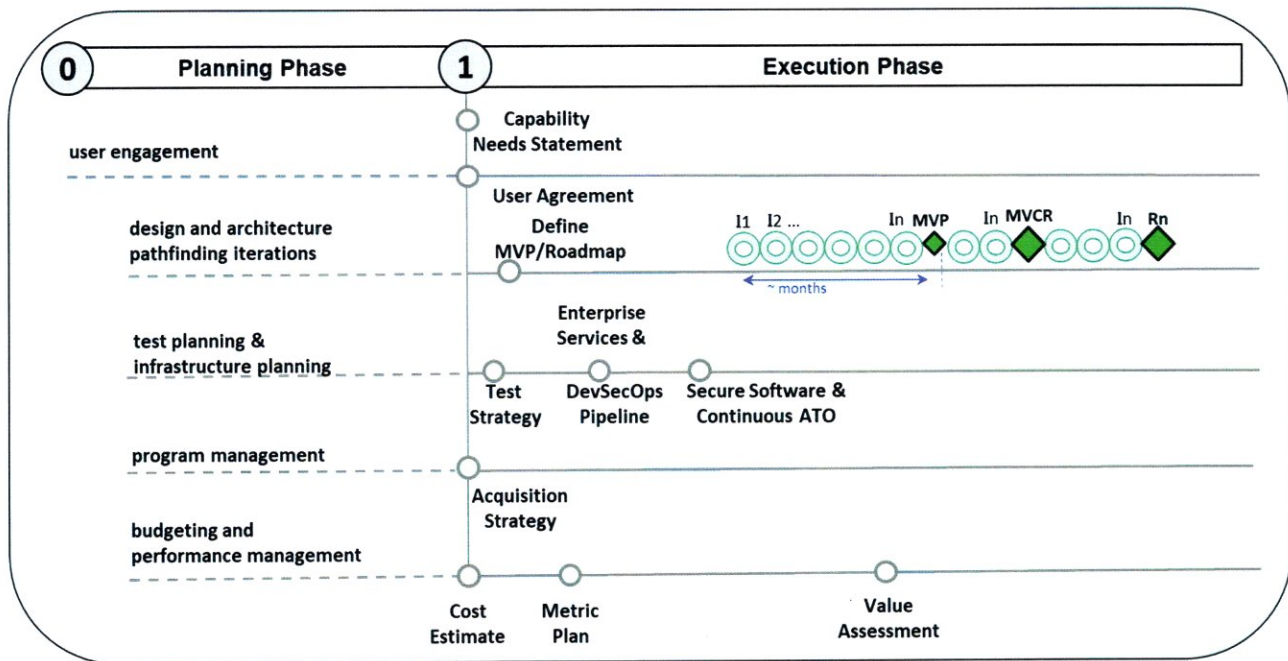 0
Planning Phase
1
Execution Phase
Capability
Needs Statement
user engagement
User Agreement
design and architecture
pathfinding iterations
Define
MVP/Roadmap
I1
I2 ...
In
MVP
In
MVCR
In
Rn
~ months
Enterprise
Services &
test planning &
infrastructure planning
Test
Strategy
DevSecOps
Pipeline
Secure Software &
Continuous ATO
program management
Acquisition
Strategy
budgeting and
performance management
Cost
Estimate
Metric
Plan
Value
Assessment